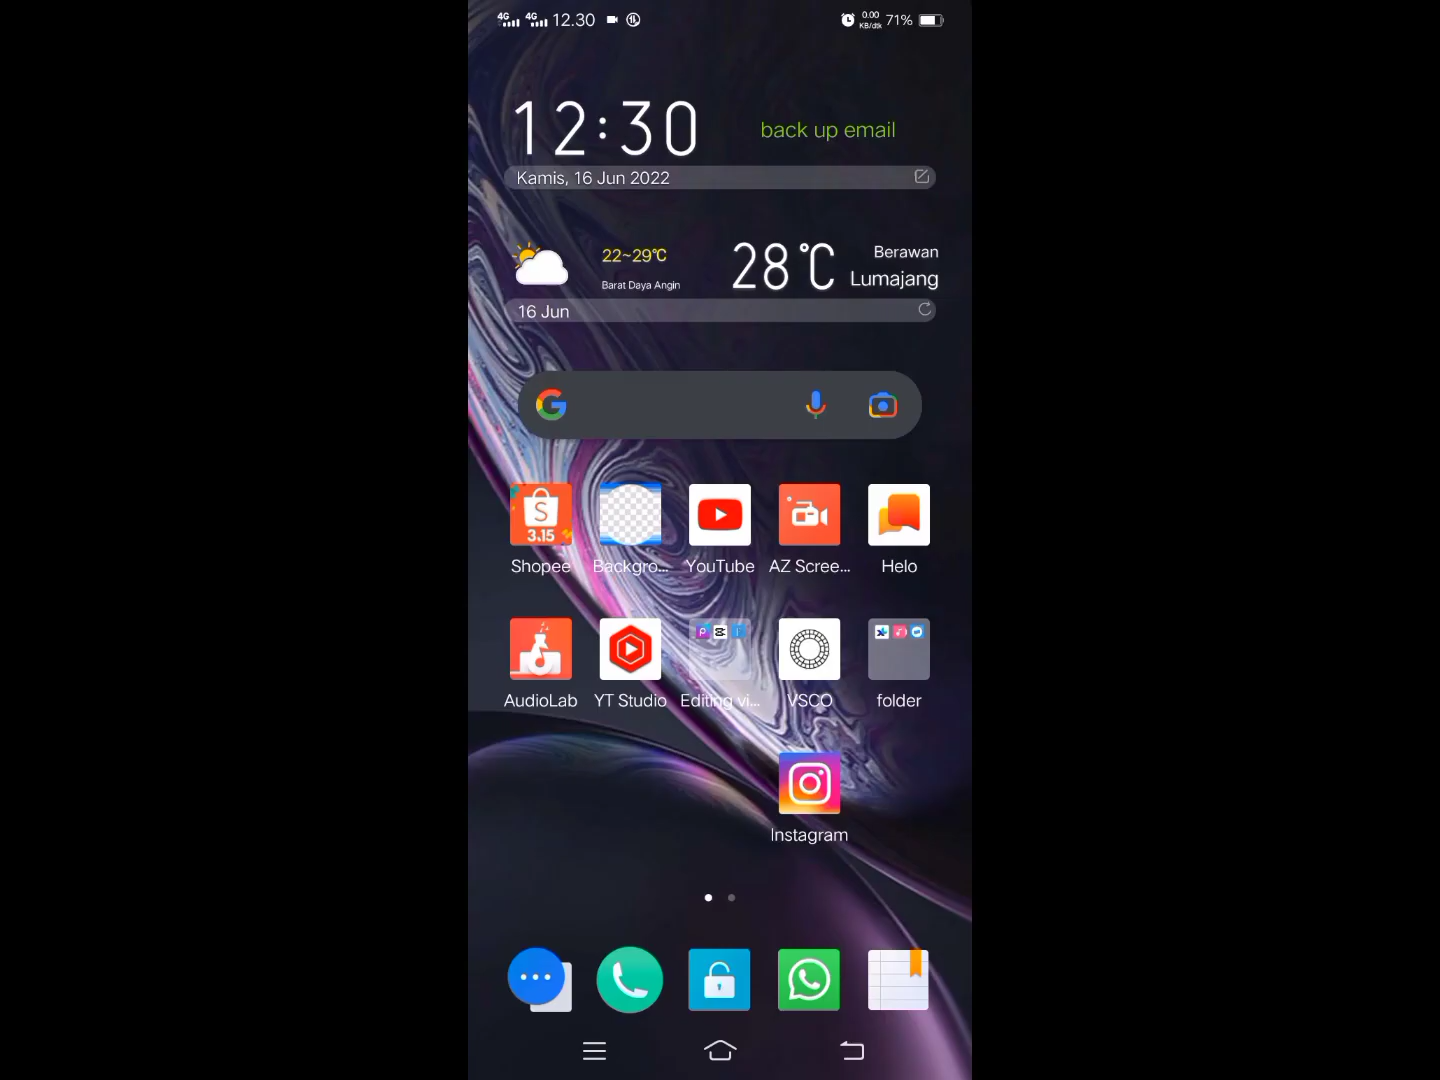 4G 4G 12.30 0.00 KB/dtk 71%
12:30 back up email
Kamis, 16 Jun 2022
22~29℃ 28℃ Berawan
Barat Daya Angin Lumajang
16 Jun
S
3.15
Shopee Backgro... YouTube AZ Scree... Helo
AudioLab YT Studio Editing vi... VSCO folder
Instagram